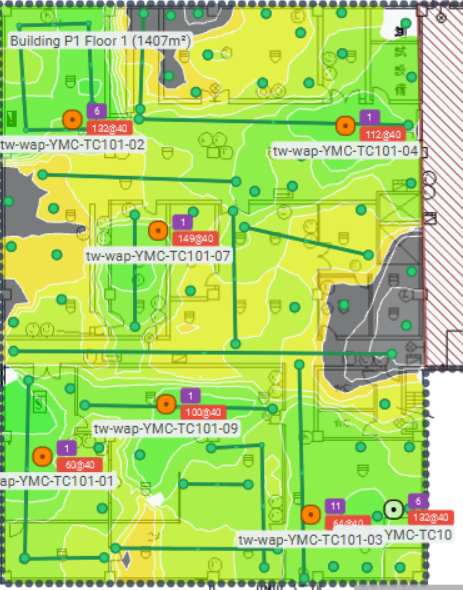 Building P1 Floor 1 (1407m²)
6
132@40
tw-wap-YMC-TC101-02
1
112@40
tw-wap-YMC-TC101-04
1
149@40
tw-wap-YMC-TC101-07
1
100@40
tw-wap-YMC-TC101-09
1
60@40
ap-YMC-TC101-01
11
64@40
tw-wap-YMC-TC101-03
6
132@40
YMC-TC10
S